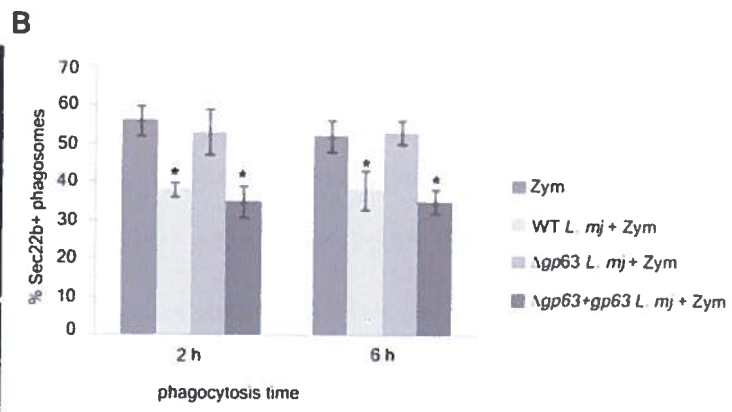 B
% Sec22b+ phagosomes
70
60
50
40
30
20
10
0
* * * *
2 h 6 h
phagocytosis time
Zym
WT L. mj + Zym
Δgp63 L. mj + Zym
Δgp63+gp63 L. mj + Zym